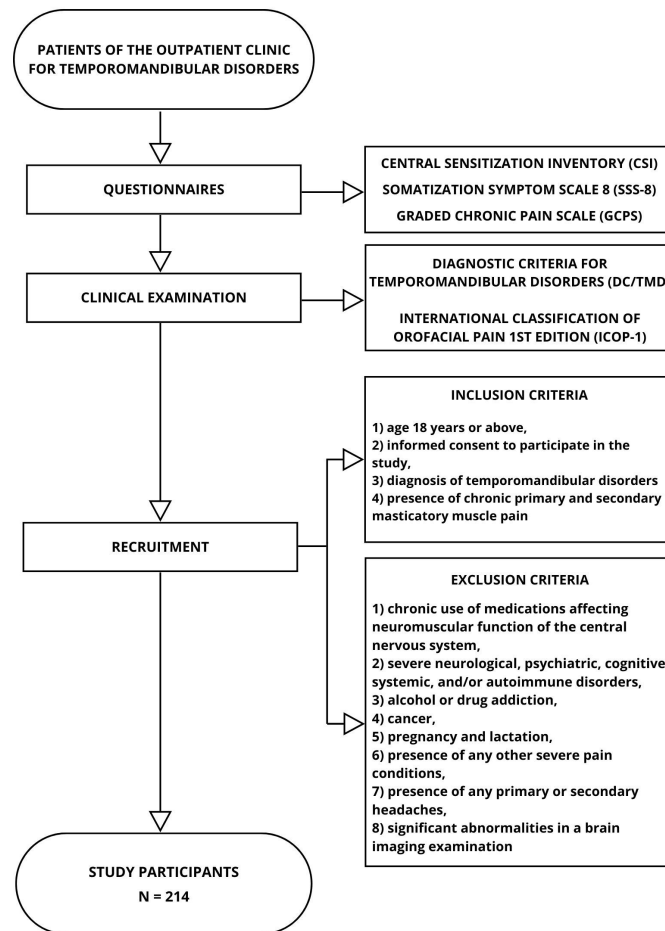 PATIENTS OF THE OUTPATIENT CLINIC
FOR TEMPOROMANDIBULAR DISORDERS
QUESTIONNAIRES
CENTRAL SENSITIZATION INVENTORY (CSI)
SOMATIZATION SYMPTOM SCALE 8 (SSS-8)
GRADED CHRONIC PAIN SCALE (GCPS)
CLINICAL EXAMINATION
DIAGNOSTIC CRITERIA FOR
TEMPOROMANDIBULAR DISORDERS (DC/TMD)
INTERNATIONAL CLASSIFICATION OF
OROFACIAL PAIN 1ST EDITION (ICOP-1)
RECRUITMENT
INCLUSION CRITERIA
1) age 18 years or above,
2) informed consent to participate in the
study,
3) diagnosis of temporomandibular disorders
4) presence of chronic primary and secondary
masticatory muscle pain
EXCLUSION CRITERIA
1) chronic use of medications affecting
neuromuscular function of the central
nervous system,
2) severe neurological, psychiatric, cognitive
systemic, and/or autoimmune disorders,
3) alcohol or drug addiction,
4) cancer,
5) pregnancy and lactation,
6) presence of any other severe pain
conditions,
7) presence of any primary or secondary
headaches,
8) significant abnormalities in a brain
imaging examination
STUDY PARTICIPANTS
N = 214